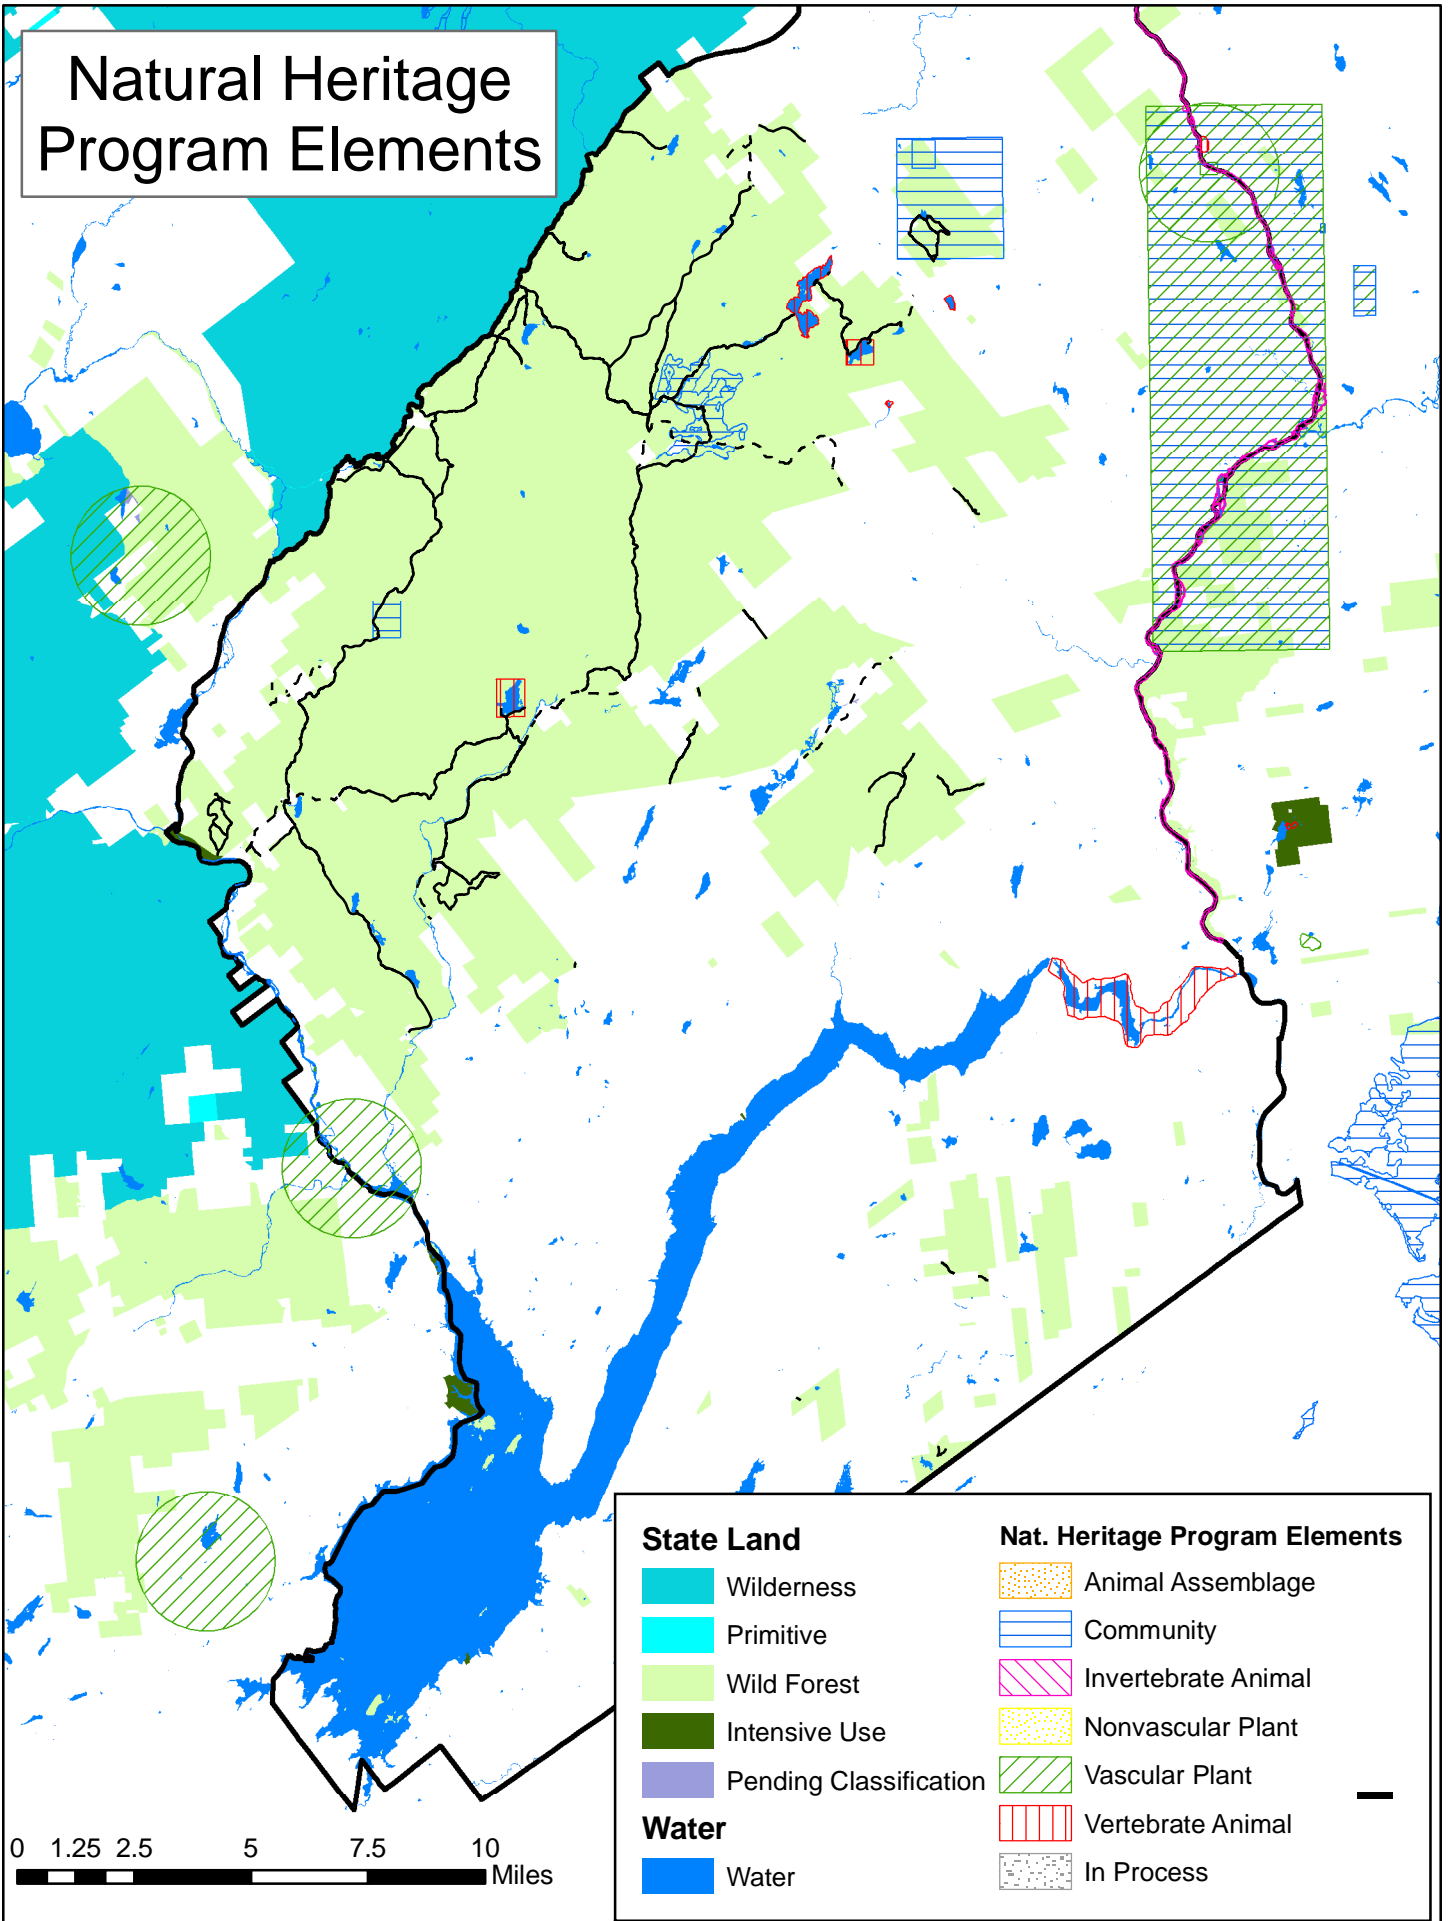 Natural Heritage
Program Elements
State Land
Wilderness
Primitive
Wild Forest
Intensive Use
Pending Classification
Water
Water
Nat. Heritage Program Elements
Animal Assemblage
Community
Invertebrate Animal
Nonvascular Plant
Vascular Plant
Vertebrate Animal
In Process
0 1.25 2.5 5 7.5 10
Miles